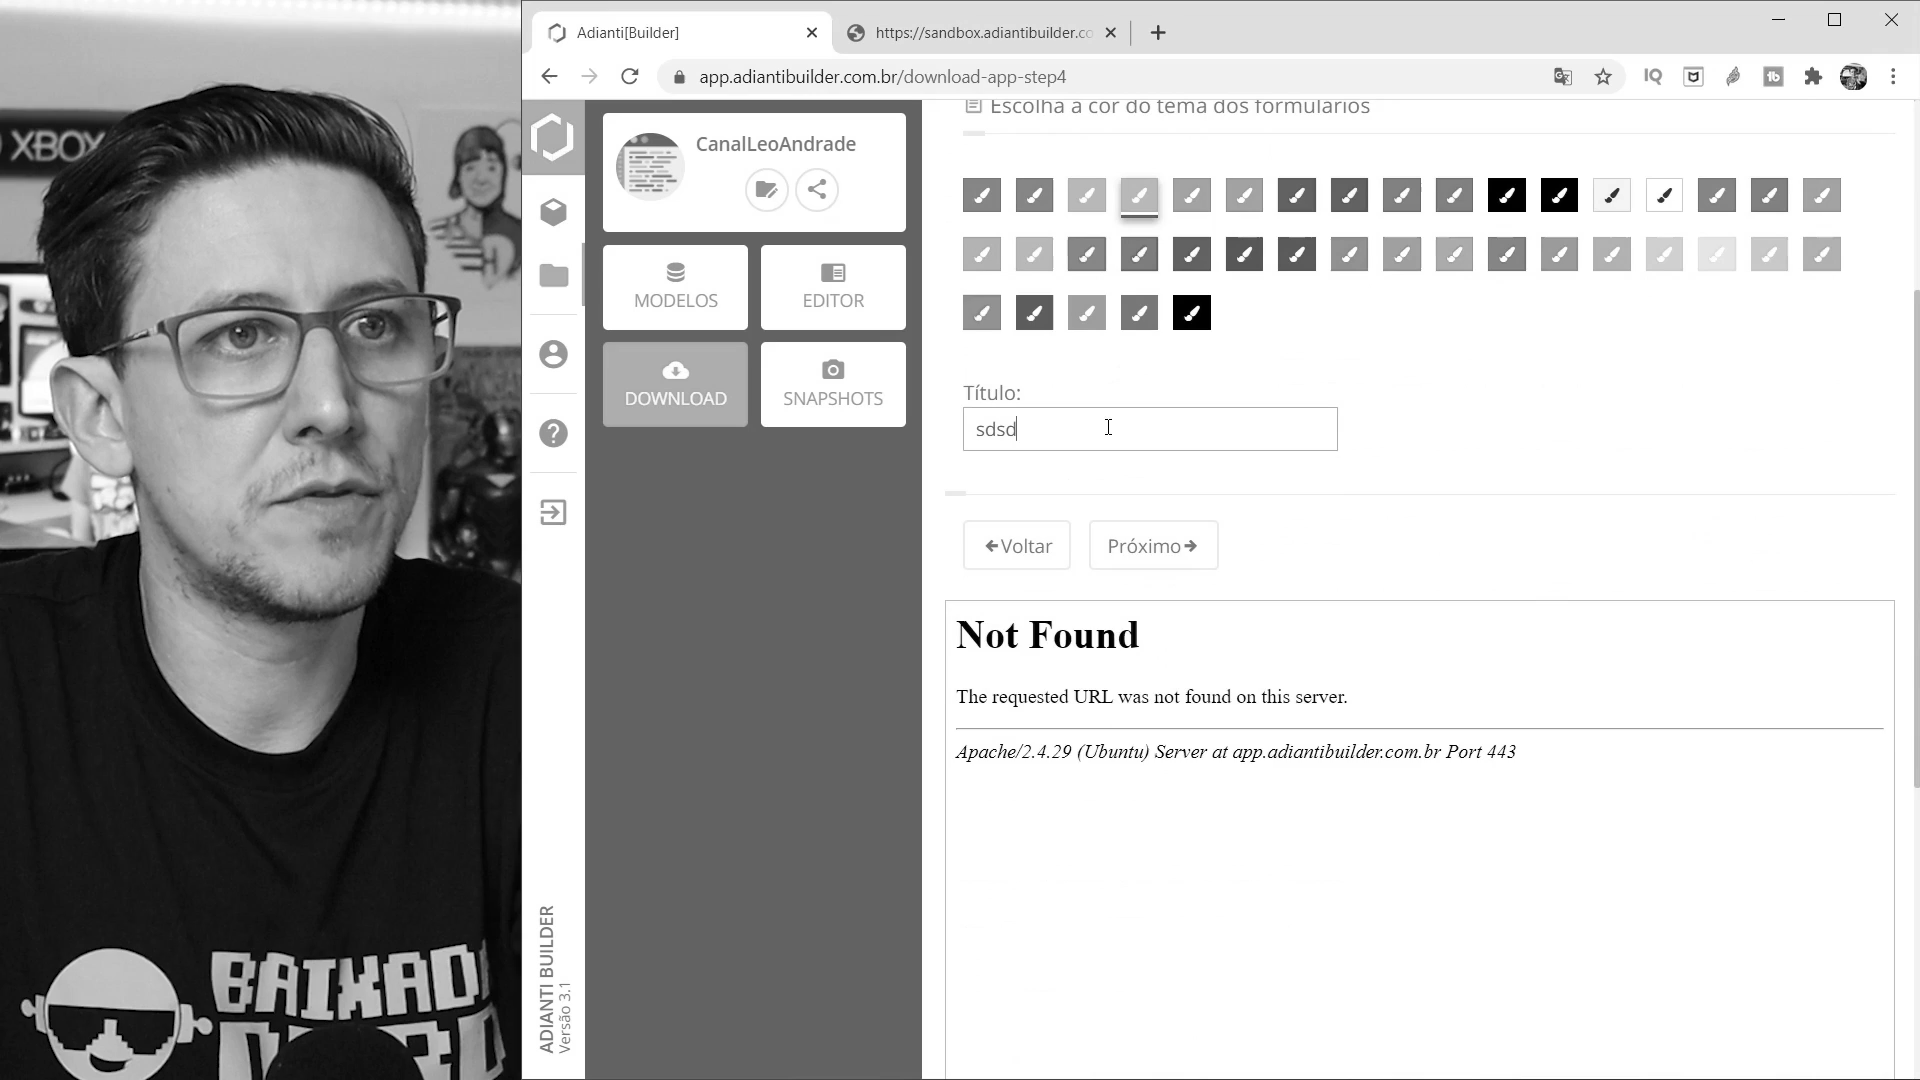 Adianti[Builder]
https://sandbox.adiantibuilder.co
app.adiantibuilder.com.br/download-app-step4
XBOX
CanalLeoAndrade
MODELOS
EDITOR
DOWNLOAD
SNAPSHOTS
ADIANTI BUILDER
Versão 3.1
Escolha a cor do tema dos formulários
Título:
sdsd
Voltar
Próximo
Not Found
The requested URL was not found on this server.
Apache/2.4.29 (Ubuntu) Server at app.adiantibuilder.com.br Port 443
IQ
tb